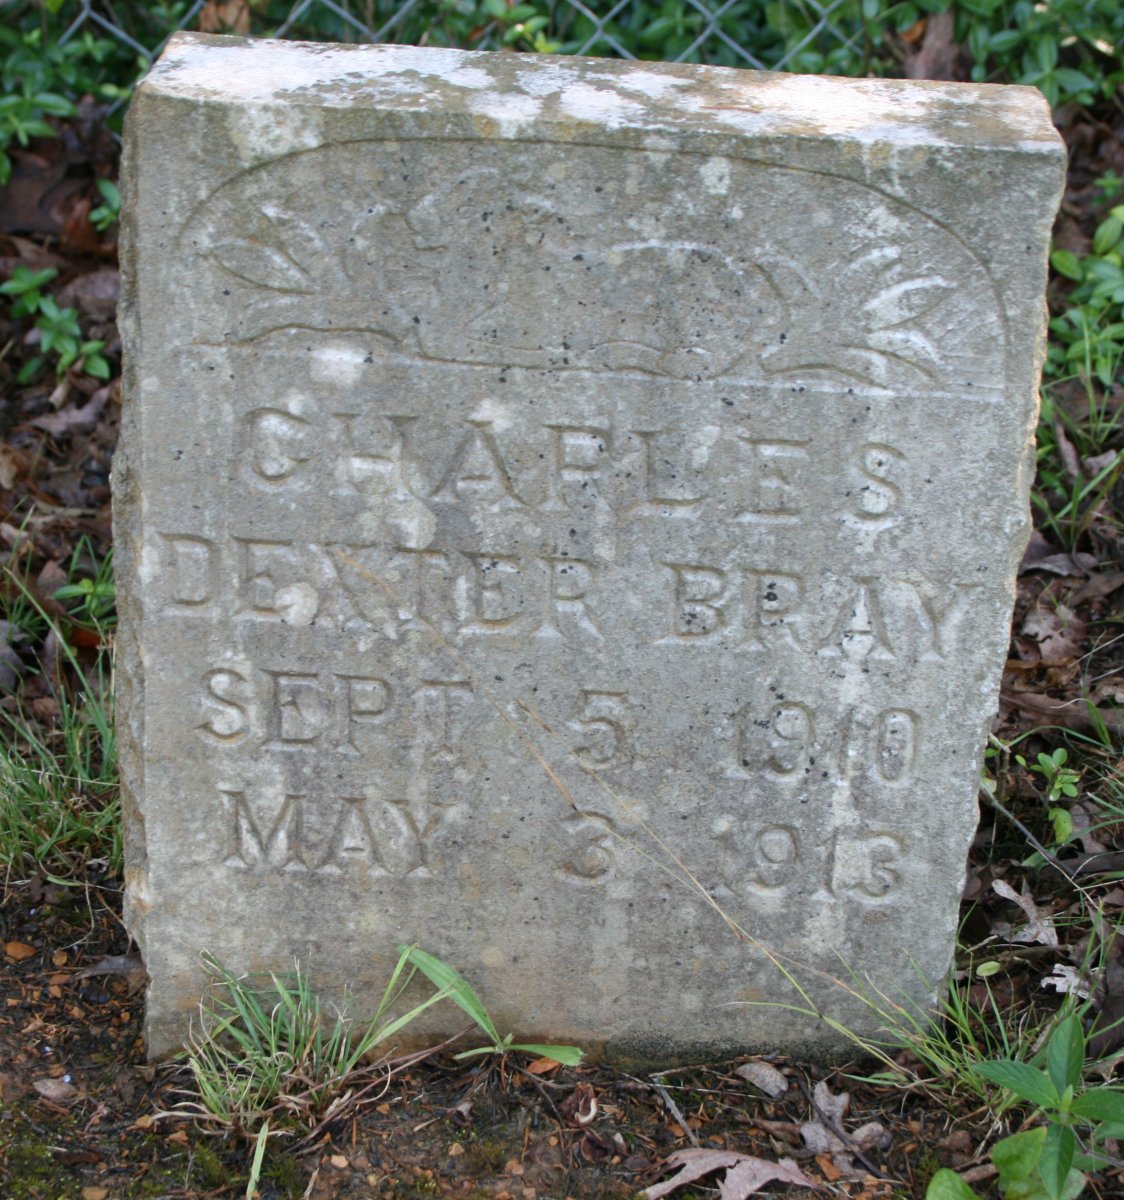 CHARLES
DEXTER BRAY
SEPT. 5. 1910
MAY 3 1913